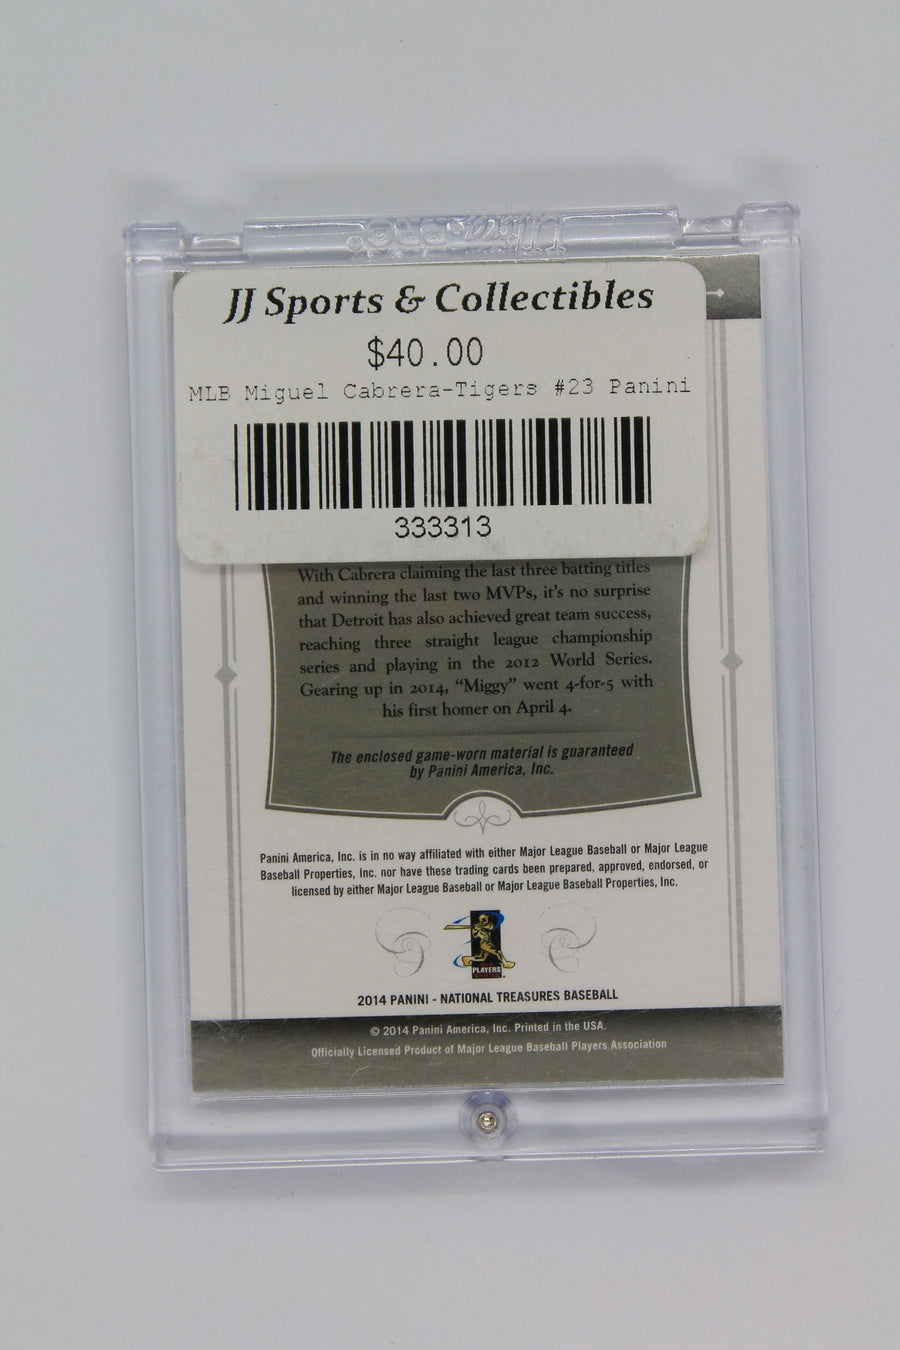 Ultra·PRO®
JJ Sports & Collectibles
$40.00
MLB Miguel Cabrera-Tigers #23 Panini
333313
With Cabrera claiming the last three batting titles
and winning the last two MVPs, it's no surprise
that Detroit has also achieved great team success,
reaching three straight league championship
series and playing in the 2012 World Series.
Gearing up in 2014, “Miggy” went 4-for-5 with
his first homer on April 4.
The enclosed game-worn material is guaranteed
by Panini America, Inc.
Panini America, Inc. is in no way affiliated with either Major League Baseball or Major League
Baseball Properties, Inc. nor have these trading cards been prepared, approved, endorsed, or
licensed by either Major League Baseball or Major League Baseball Properties, Inc.
PLAYERS
2014 PANINI - NATIONAL TREASURES BASEBALL
© 2014 Panini America, Inc. Printed in the USA.
Officially Licensed Product of Major League Baseball Players Association